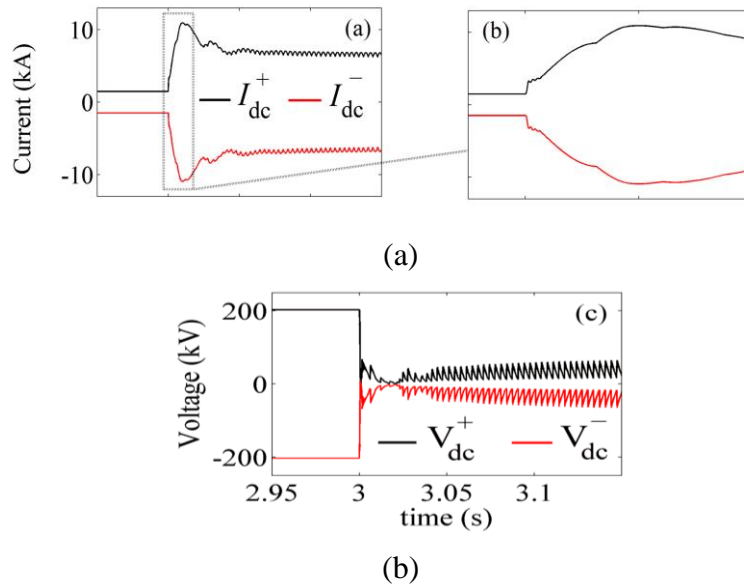 (a)
(b)
10
0
-10
Current (kA)
I dc + I dc −
(a)
(c)
200
0
-200
Voltage (kV)
V dc + V dc −
2.95 3 3.05 3.1
time (s)
(b)